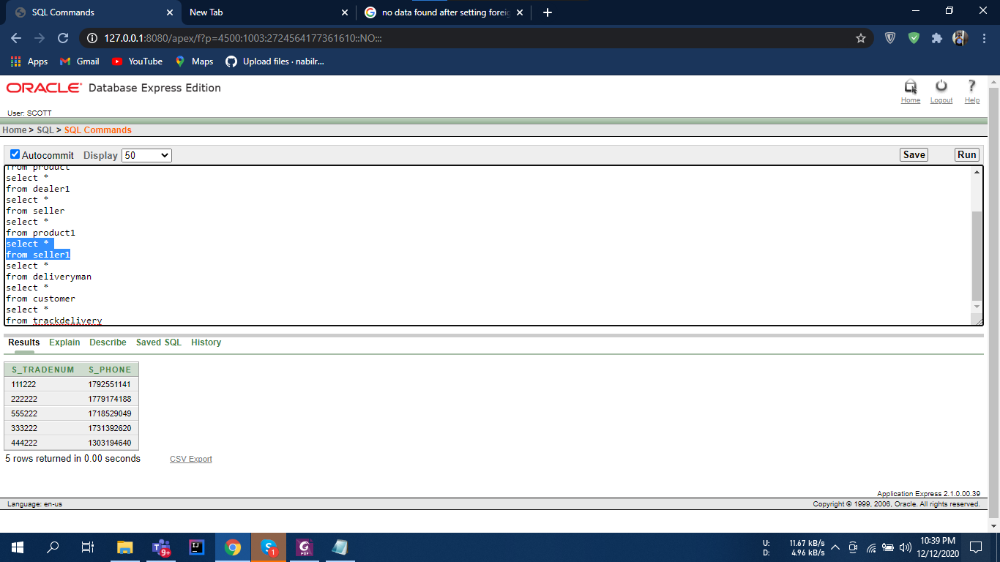 SQL Commands
New Tab
no data found after setting foreig
127.0.0.1:8080/apex/f?p=4500:1003:2724564177361610::NO:::
Apps
Gmail
YouTube
Maps
Upload files · nabilr...
ORACLE Database Express Edition
Home
Logout
Help
User: SCOTT
Home > SQL > SQL Commands
Autocommit
Display
50
Save
Run
from product
select *
from dealer1
select *
from seller
select *
from product1
select *
from seller1
select *
from deliveryman
select *
from customer
select *
from trackdelivery
Results Explain Describe Saved SQL History
S_TRADENUM S_PHONE
111222 1792551141
222222 1779174188
555222 1718529049
333222 1731392620
444222 1303194640
5 rows returned in 0.00 seconds
CSV Export
Application Express 2.1.0.00.39
Language: en-us
Copyright © 1999, 2006, Oracle. All rights reserved.
U: 11.67 kB/s
D: 4.96 kB/s
10:39 PM
12/12/2020
9+
1
IJ
PDF